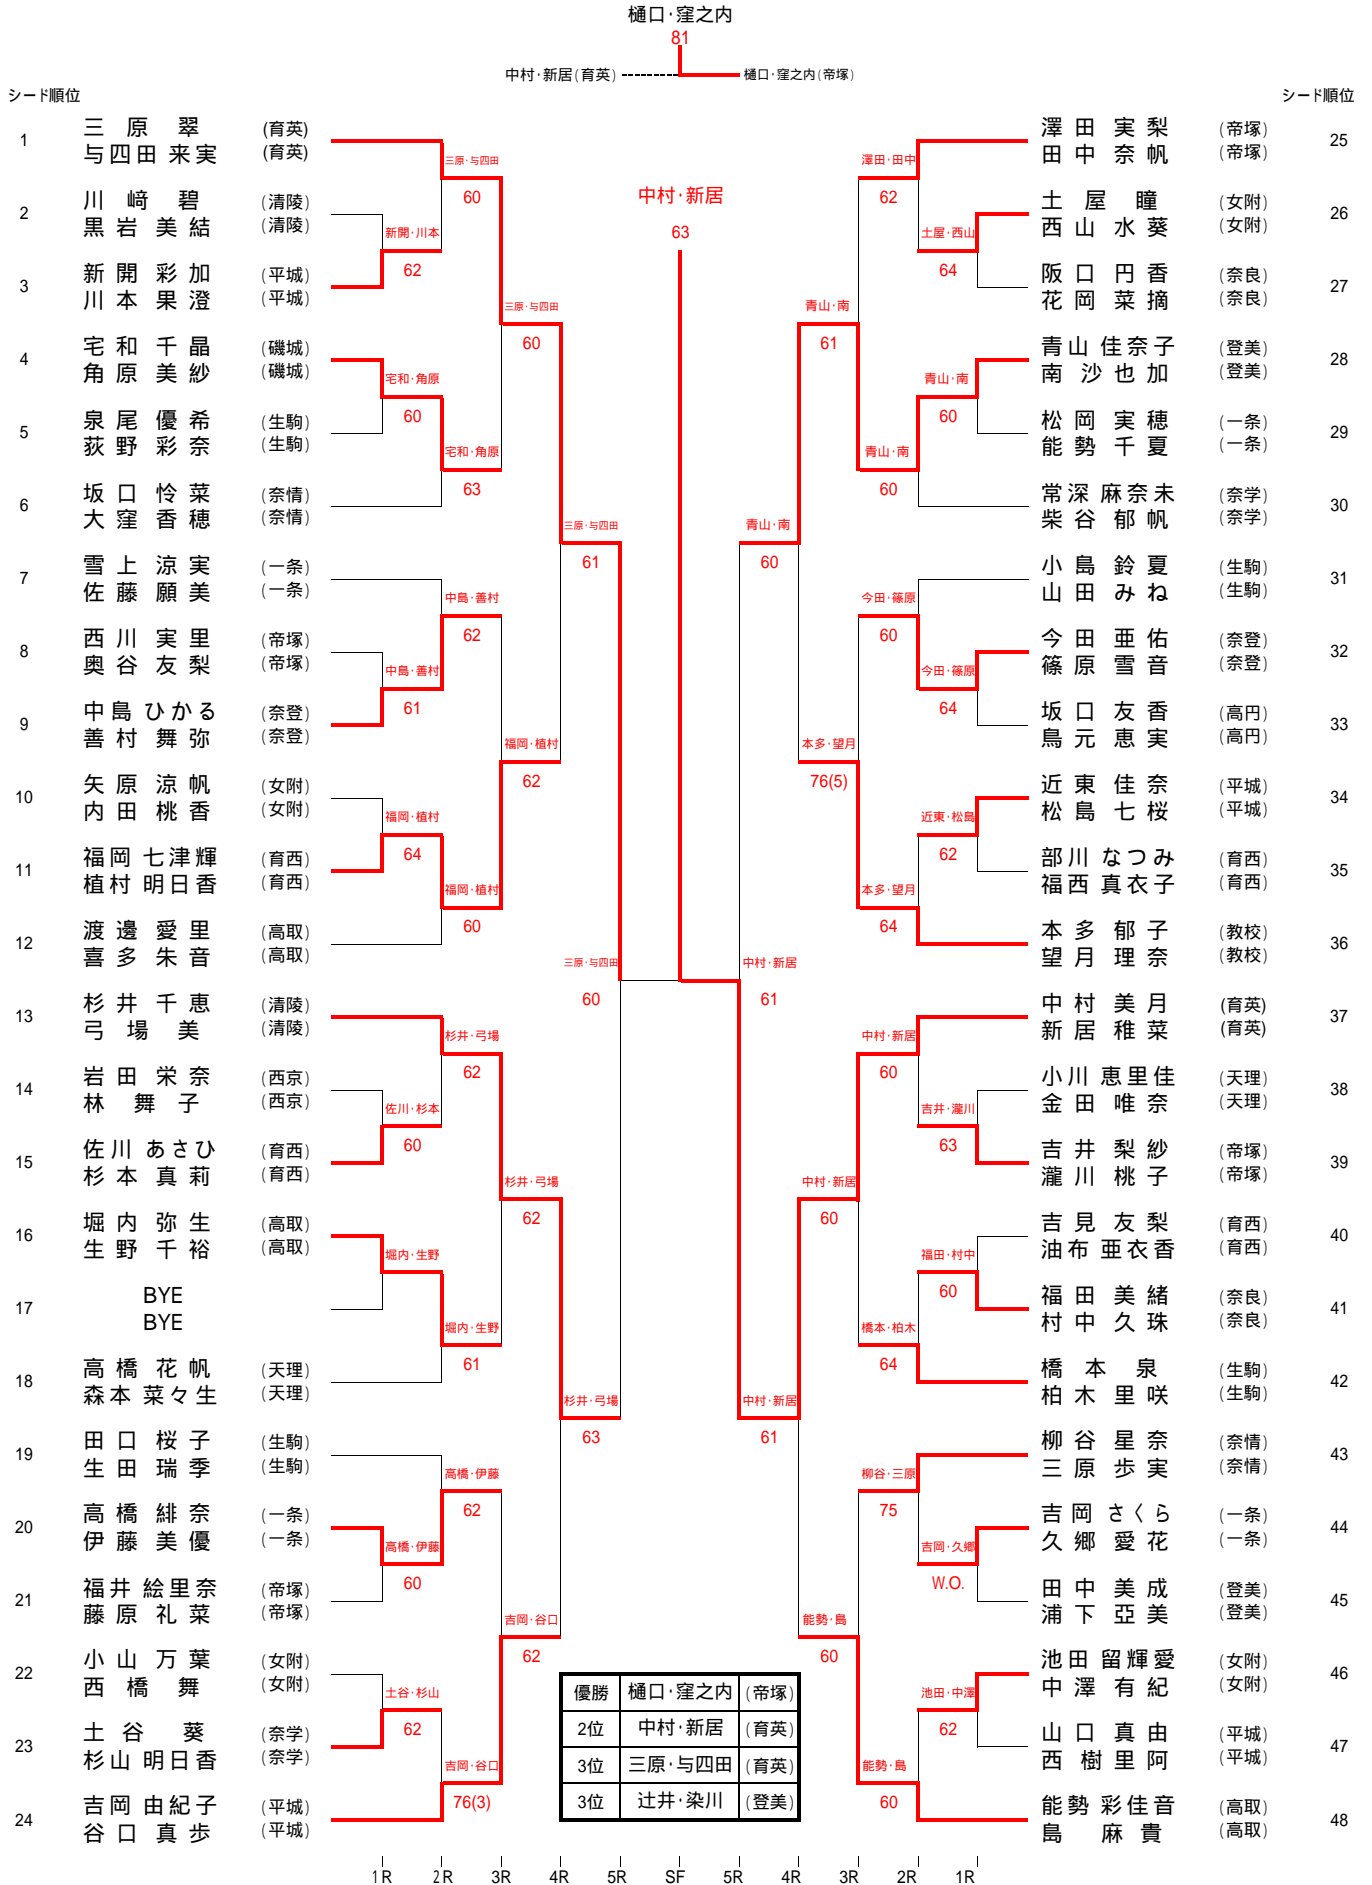 樋口･窪之内
81
中村･新居(育英)
樋口･窪之内(帝塚)
シード順位
1
三原 翠 (育英)
与四田 来実 (育英)
2
川﨑 碧 (清陵)
黒岩 美結 (清陵)
3
新開 彩加 (平城)
川本 果澄 (平城)
4
宅和 千晶 (磯城)
角原 美紗 (磯城)
5
泉尾 優希 (生駒)
荻野 彩奈 (生駒)
6
坂口 怜菜 (奈情)
大窪 香穂 (奈情)
7
雪上 涼実 (一条)
佐藤 願美 (一条)
8
西川 実里 (帝塚)
奥谷 友梨 (帝塚)
9
中島 ひかる (奈登)
善村 舞弥 (奈登)
10
矢原 涼帆 (女附)
内田 桃香 (女附)
11
福岡 七津輝 (育西)
植村 明日香 (育西)
12
渡邊 愛里 (高取)
喜多 朱音 (高取)
13
杉井 千恵 (清陵)
弓場 美 (清陵)
14
岩田 栄奈 (西京)
林 舞子 (西京)
15
佐川 あさひ (育西)
杉本 真莉 (育西)
16
堀内 弥生 (高取)
生野 千裕 (高取)
17
BYE
BYE
18
高橋 花帆 (天理)
森本 菜々生 (天理)
19
田口 桜子 (生駒)
生田 瑞季 (生駒)
20
高橋 緋奈 (一条)
伊藤 美優 (一条)
21
福井 絵里奈 (帝塚)
藤原 礼菜 (帝塚)
22
小山 万葉 (女附)
西橋 舞 (女附)
23
土谷 葵 (奈学)
杉山 明日香 (奈学)
24
吉岡 由紀子 (平城)
谷口 真歩 (平城)
新開･川本
62
宅和･角原
60
中島･善村
61
福岡･植村
64
佐川･杉本
60
堀内･生野
高橋･伊藤
60
土谷･杉山
62
三原･与四田
60
宅和･角原
63
中島･善村
62
福岡･植村
60
杉井･弓場
62
堀内･生野
61
高橋･伊藤
62
吉岡･谷口
76(3)
三原･与四田
60
福岡･植村
62
杉井･弓場
62
吉岡･谷口
62
三原･与四田
61
杉井･弓場
63
三原･与四田
60
中村･新居
63
中村･新居
61
青山･南
60
中村･新居
61
青山･南
61
本多･望月
76(5)
中村･新居
60
能勢･島
60
澤田･田中
62
青山･南
60
今田･篠原
60
本多･望月
64
中村･新居
60
橋本･柏木
64
柳谷･三原
75
能勢･島
60
土屋･西山
64
青山･南
60
今田･篠原
64
近東･松島
62
吉井･瀧川
63
福田･村中
60
吉岡･久郷
W.O.
池田･中澤
62
シード順位
澤田 実梨 (帝塚)
田中 奈帆 (帝塚)
25
土屋 瞳 (女附)
西山 水葵 (女附)
26
阪口 円香 (奈良)
花岡 菜摘 (奈良)
27
青山 佳奈子 (登美)
南 沙也加 (登美)
28
松岡 実穂 (一条)
能勢 千夏 (一条)
29
常深 麻奈未 (奈学)
柴谷 郁帆 (奈学)
30
小島 鈴夏 (生駒)
山田 みね (生駒)
31
今田 亜佑 (奈登)
篠原 雪音 (奈登)
32
坂口 友香 (高円)
鳥元 恵実 (高円)
33
近東 佳奈 (平城)
松島 七桜 (平城)
34
部川 なつみ (育西)
福西 真衣子 (育西)
35
本多 郁子 (教校)
望月 理奈 (教校)
36
中村 美月 (育英)
新居 稚菜 (育英)
37
小川 恵里佳 (天理)
金田 唯奈 (天理)
38
吉井 梨紗 (帝塚)
瀧川 桃子 (帝塚)
39
吉見 友梨 (育西)
油布 亜衣香 (育西)
40
福田 美緒 (奈良)
村中 久珠 (奈良)
41
橋本 泉 (生駒)
柏木 里咲 (生駒)
42
柳谷 星奈 (奈情)
三原 歩実 (奈情)
43
吉岡 さくら (一条)
久郷 愛花 (一条)
44
田中 美成 (登美)
浦下 亞美 (登美)
45
池田 留輝愛 (女附)
中澤 有紀 (女附)
46
山口 真由 (平城)
西 樹里阿 (平城)
47
能勢 彩佳音 (高取)
島 麻貴 (高取)
48
優勝 樋口･窪之内 (帝塚)
2位 中村･新居 (育英)
3位 三原･与四田 (育英)
3位 辻井･染川 (登美)
1R 2R 3R 4R 5R SF 5R 4R 3R 2R 1R